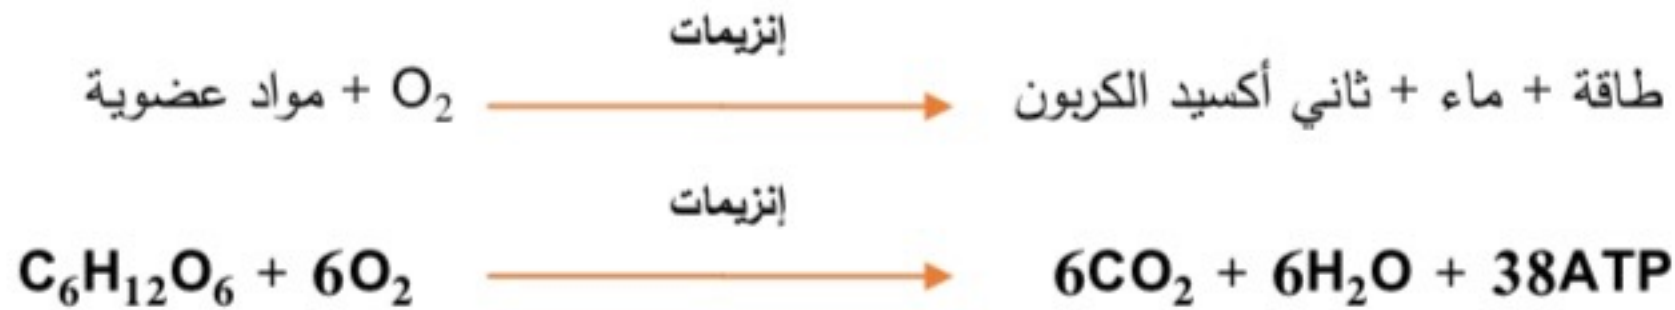 إنزيمات
مواد عضوية + O₂ → طاقة + ماء + ثاني أكسيد الكربون
إنزيمات
C₆H₁₂O₆ + 6O₂ → 6CO₂ + 6H₂O + 38ATP